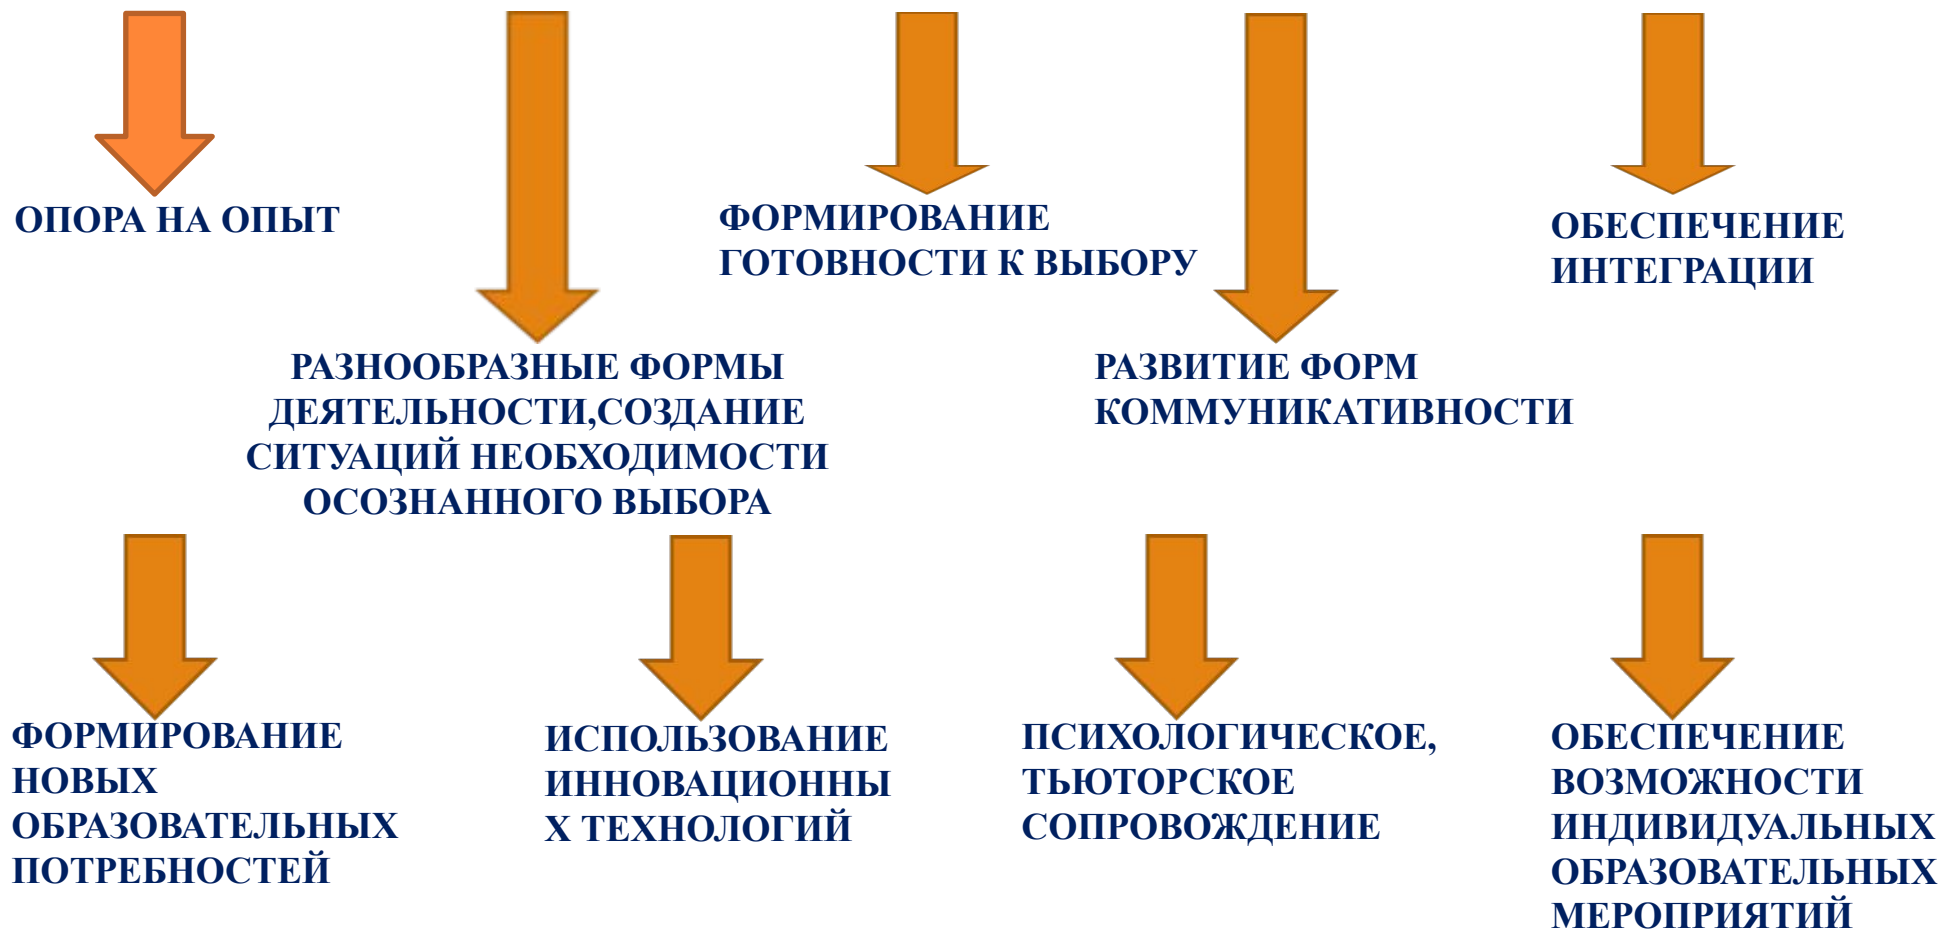 ОПОРА НА ОПЫТ
ФОРМИРОВАНИЕ
ГОТОВНОСТИ К ВЫБОРУ
ОБЕСПЕЧЕНИЕ
ИНТЕГРАЦИИ
РАЗНООБРАЗНЫЕ ФОРМЫ
ДЕЯТЕЛЬНОСТИ,СОЗДАНИЕ
СИТУАЦИЙ НЕОБХОДИМОСТИ
ОСОЗНАННОГО ВЫБОРА
РАЗВИТИЕ ФОРМ
КОММУНИКАТИВНОСТИ
ФОРМИРОВАНИЕ
НОВЫХ
ОБРАЗОВАТЕЛЬНЫХ
ПОТРЕБНОСТЕЙ
ИСПОЛЬЗОВАНИЕ
ИННОВАЦИОННЫ
Х ТЕХНОЛОГИЙ
ПСИХОЛОГИЧЕСКОЕ,
ТЬЮТОРСКОЕ
СОПРОВОЖДЕНИЕ
ОБЕСПЕЧЕНИЕ
ВОЗМОЖНОСТИ
ИНДИВИДУАЛЬНЫХ
ОБРАЗОВАТЕЛЬНЫХ
МЕРОПРИЯТИЙ